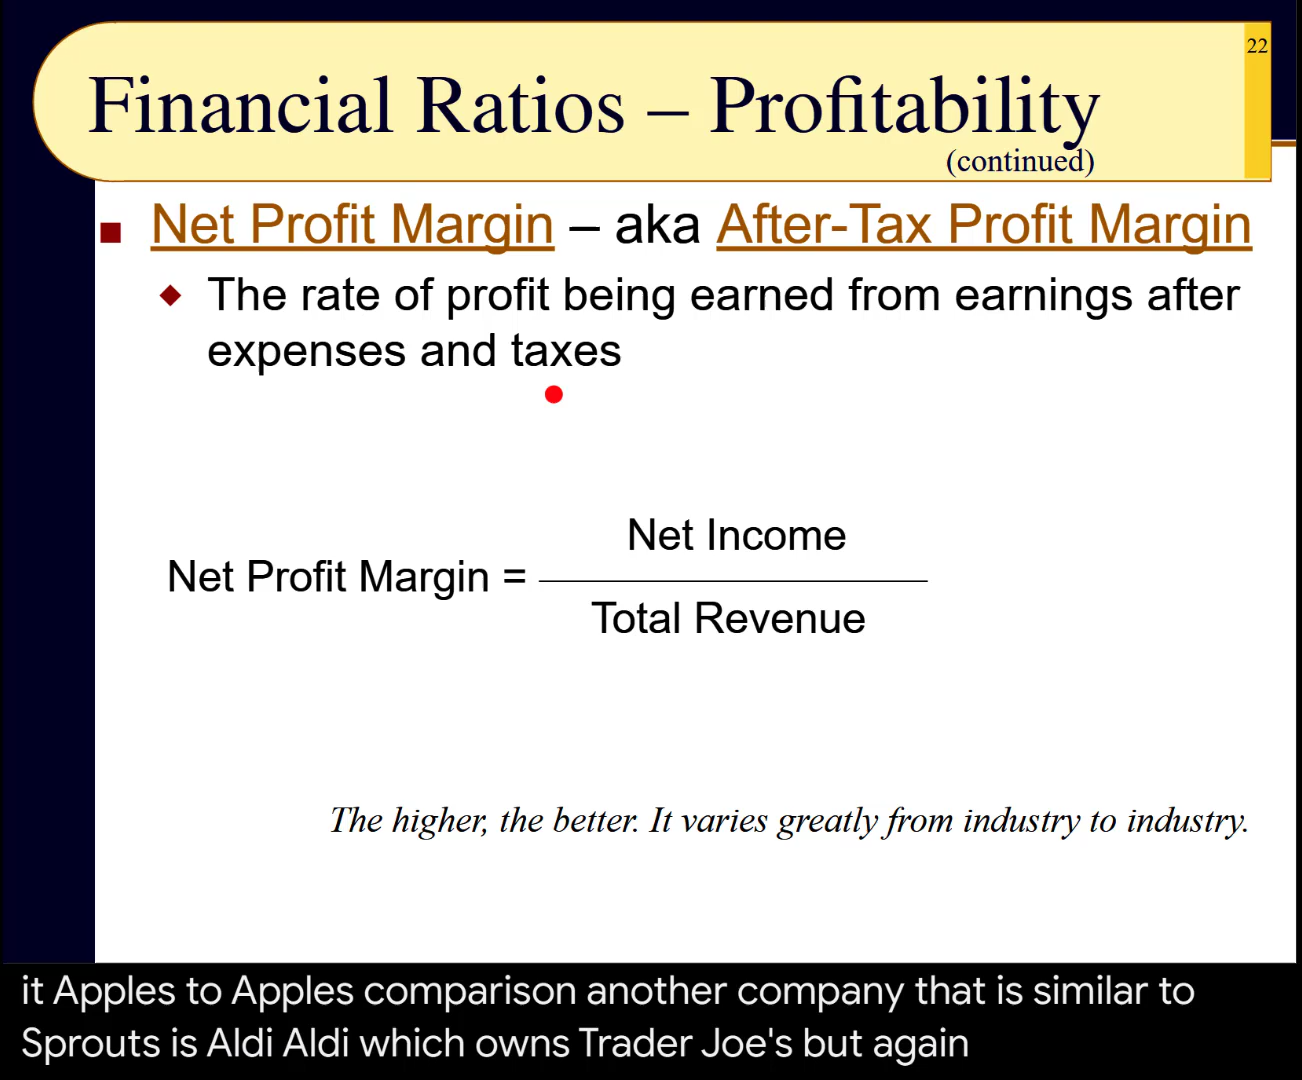 22
Financial Ratios – Profitability
(continued)
Net Profit Margin – aka After-Tax Profit Margin
The rate of profit being earned from earnings after
expenses and taxes
Net Income
Net Profit Margin =
Total Revenue
The higher, the better. It varies greatly from industry to industry.
it Apples to Apples comparison another company that is similar to
Sprouts is Aldi Aldi which owns Trader Joe's but again